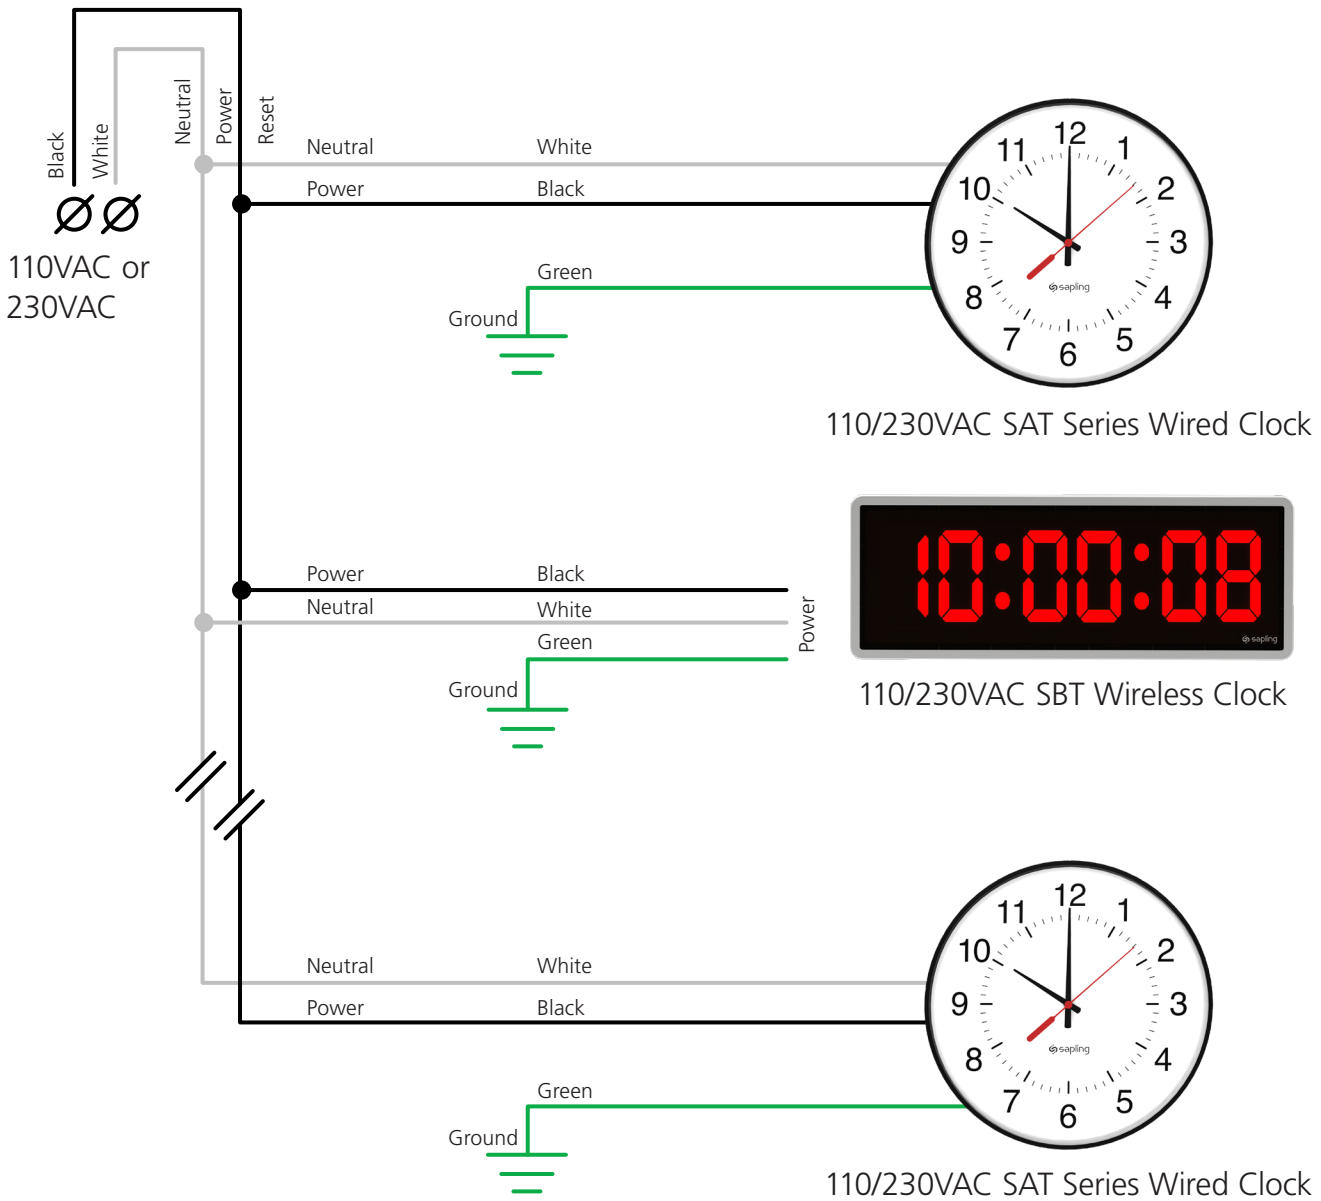 Black
White
Neutral
Power
Reset
110VAC or
230VAC
Neutral
White
Power
Black
Green
Ground
12
1
2
3
4
5
6
7
8
9
10
11
sapling
110/230VAC SAT Series Wired Clock
Power
Black
Neutral
White
Green
Ground
Power
10:00:08
sapling
110/230VAC SBT Wireless Clock
Neutral
White
Power
Black
Green
Ground
12
1
2
3
4
5
6
7
8
9
10
11
sapling
110/230VAC SAT Series Wired Clock